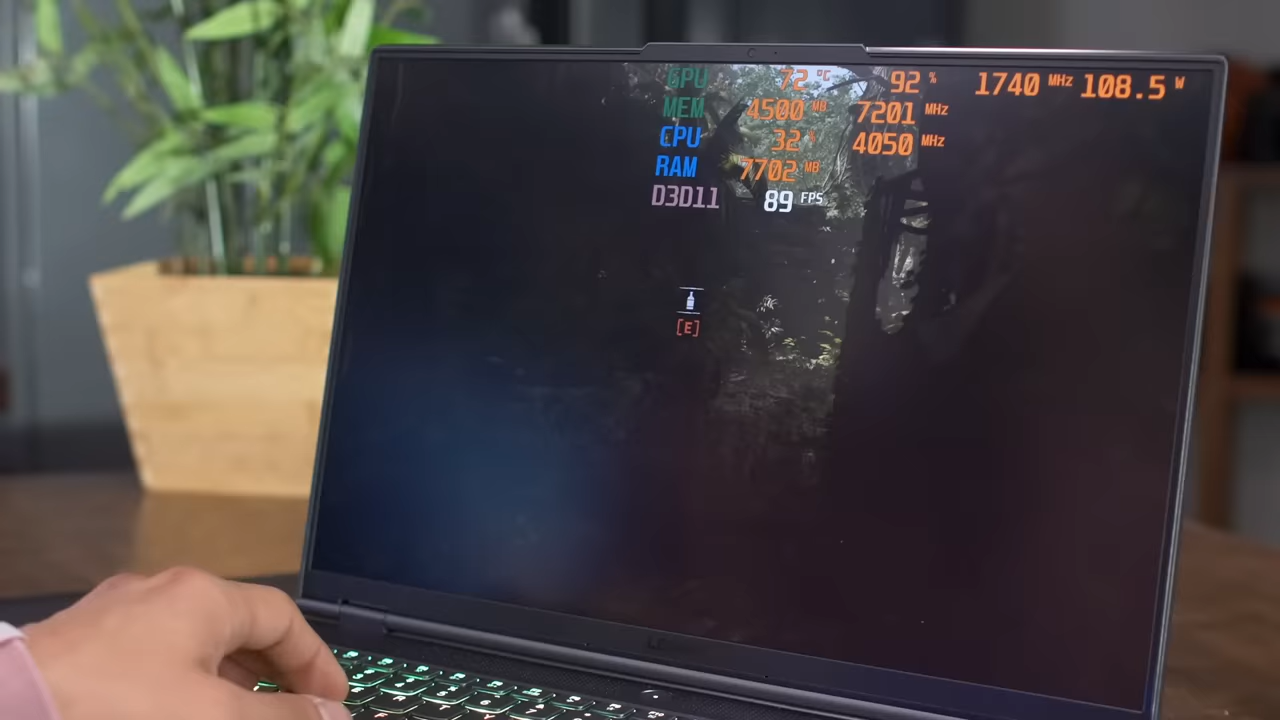 GPU 72 °C 92 % 1740 MHz 108.5 W
MEM 4500 MB 7201 MHz
CPU 32 % 4050 MHz
RAM 7702 MB
D3D11 89 FPS
[E]